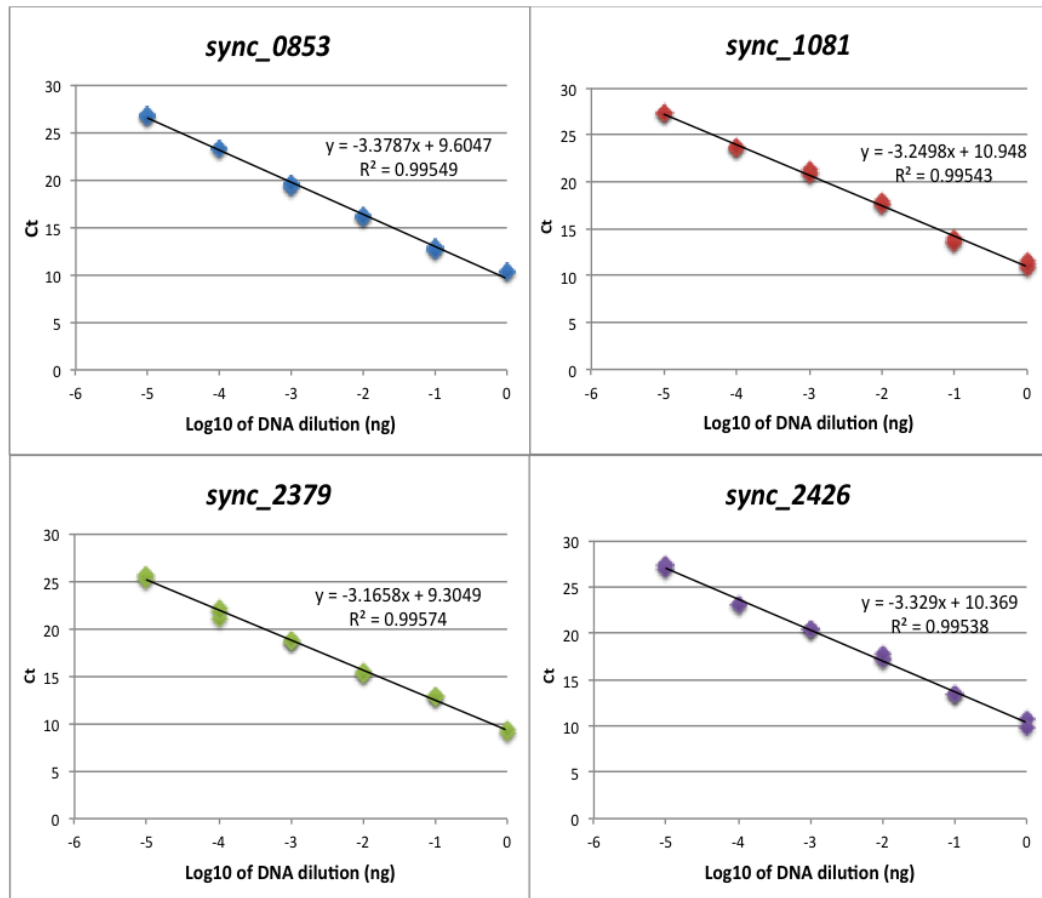 sync_0853
30
25
20
15
10
5
0
Ct
y = -3.3787x + 9.6047
R² = 0.99549
-6 -5 -4 -3 -2 -1 0
Log10 of DNA dilution (ng)
sync_1081
30
25
20
15
10
5
0
Ct
y = -3.2498x + 10.948
R² = 0.99543
-6 -5 -4 -3 -2 -1 0
Log10 of DNA dilution (ng)
sync_2379
30
25
20
15
10
5
0
Ct
y = -3.1658x + 9.3049
R² = 0.99574
-6 -5 -4 -3 -2 -1 0
Log10 of DNA dilution (ng)
sync_2426
30
25
20
15
10
5
0
Ct
y = -3.329x + 10.369
R² = 0.99538
-6 -5 -4 -3 -2 -1 0
Log10 of DNA dilution (ng)